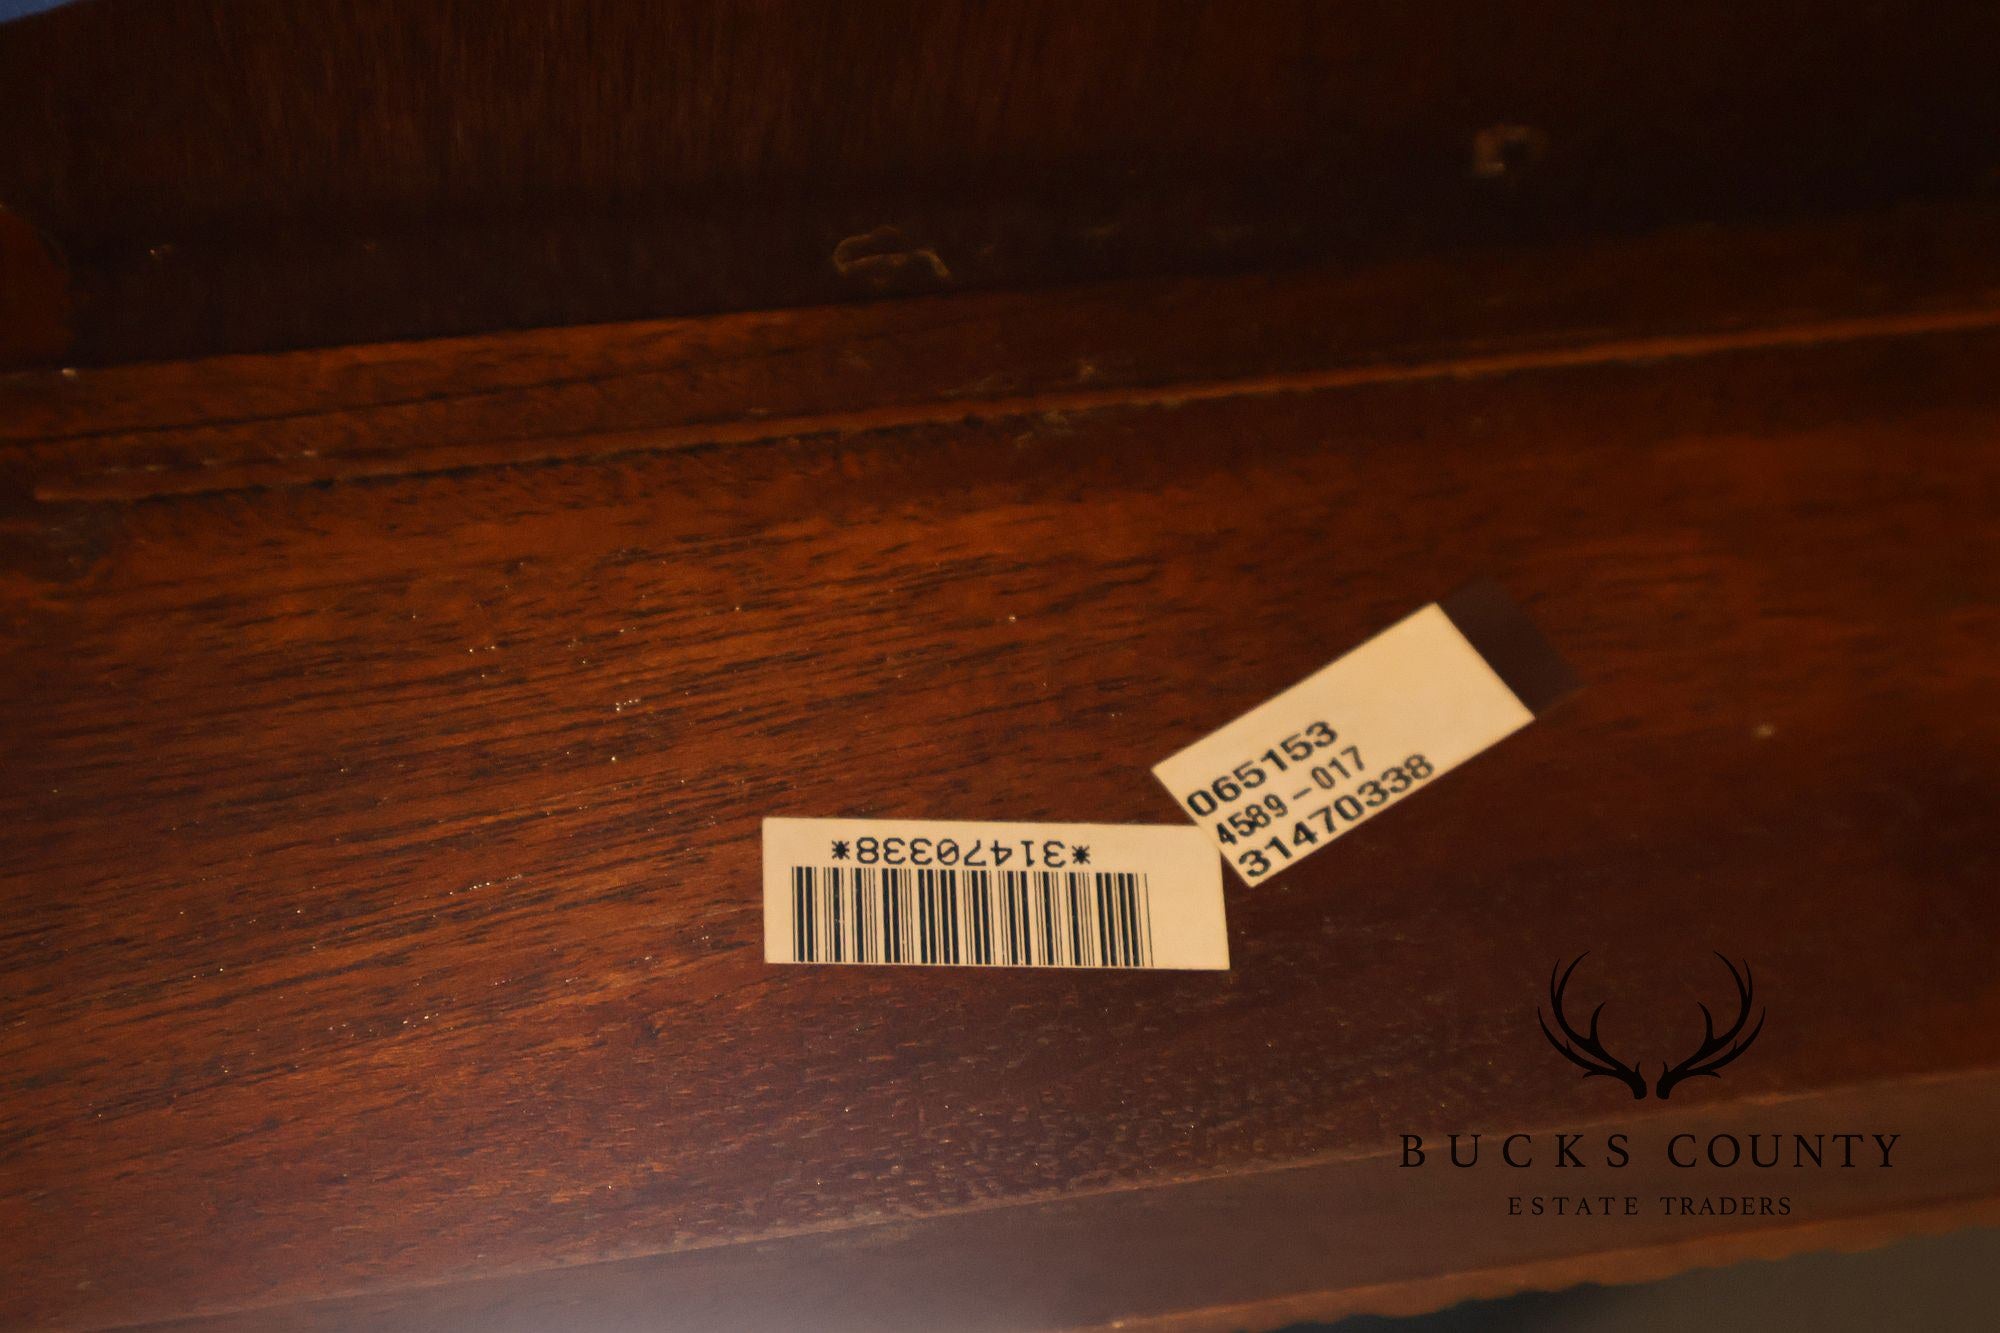 065153
4589-017
31470338
*31470338*
BUCKS COUNTY
ESTATE TRADERS